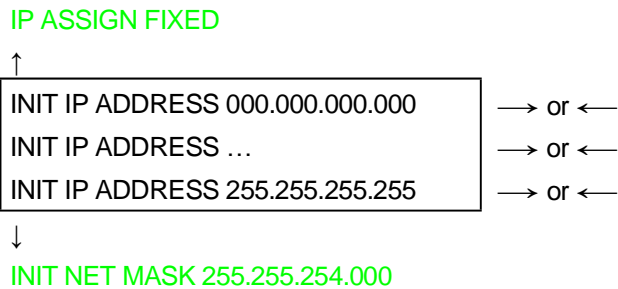 IP ASSIGN FIXED
↑
INIT IP ADDRESS 000.000.000.000 → or ←
INIT IP ADDRESS … → or ←
INIT IP ADDRESS 255.255.255.255 → or ←
↓
INIT NET MASK 255.255.254.000